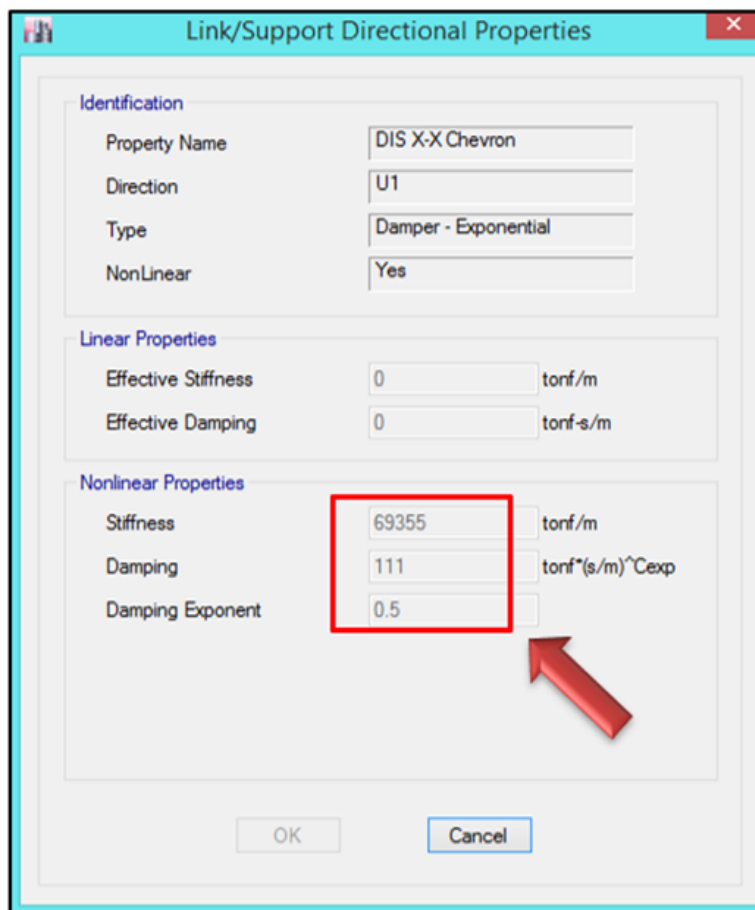 Link/Support Directional Properties
Identification
Property Name DIS X-X Chevron
Direction U1
Type Damper - Exponential
NonLinear Yes
Linear Properties
Effective Stiffness 0 tonf/m
Effective Damping 0 tonf-s/m
Nonlinear Properties
Stiffness 69355 tonf/m
Damping 111 tonf*(s/m)^Cexp
Damping Exponent 0.5
OK Cancel